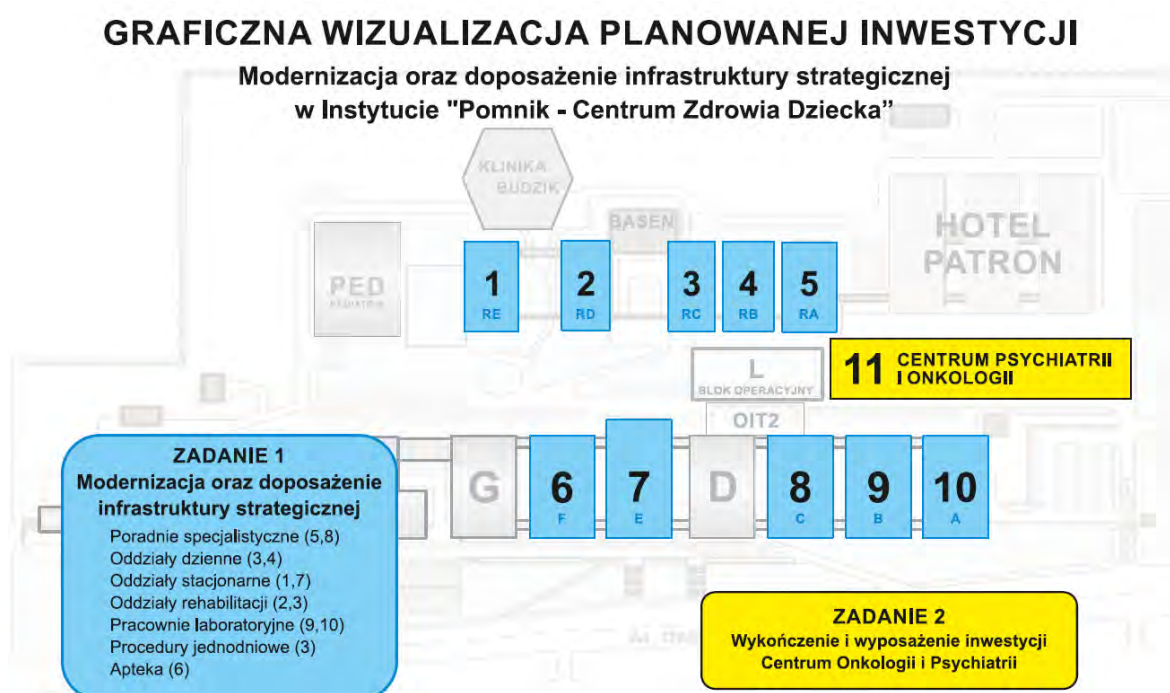 GRAFICZNA WIZUALIZACJA PLANOWANEJ INWESTYCJI
Modernizacja oraz doposażenie infrastruktury strategicznej
w Instytucie "Pomnik - Centrum Zdrowia Dziecka”
KLINIKA
BUDZIK
BASEN
HOTEL
PATRON
PED
1
RE
2
RD
3
RC
4
RB
5
RA
L
BLOK OPERACYJNY
OIT2
11 CENTRUM PSYCHIATRII
I ONKOLOGII
G
6
F
7
E
D
8
C
9
B
10
A
ZADANIE 1
Modernizacja oraz doposażenie
infrastruktury strategicznej
Poradnie specjalistyczne (5,8)
Oddziały dzienne (3,4)
Oddziały stacjonarne (1,7)
Oddziały rehabilitacji (2,3)
Pracownie laboratoryjne (9,10)
Procedury jednodniowe (3)
Apteka (6)
ZADANIE 2
Wykończenie i wyposażenie inwestycji
Centrum Onkologii i Psychiatrii